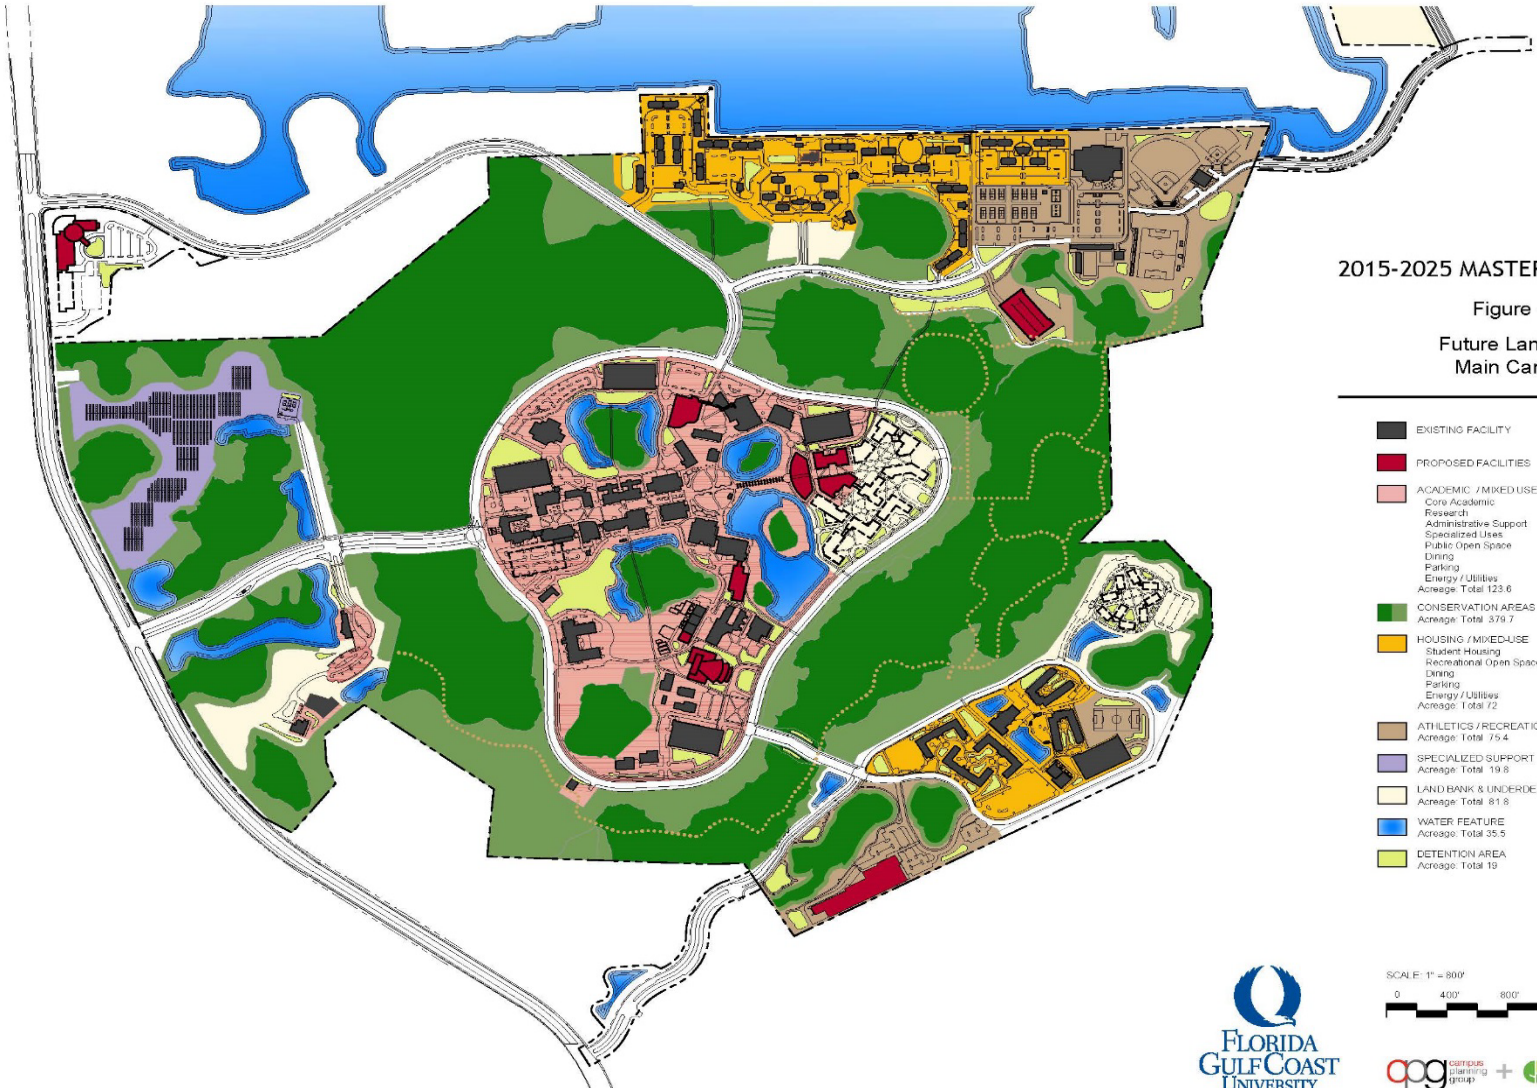 2015-2025 MASTER
Figure
Future Lan
Main Car
EXISTING FACILITY
PROPOSED FACILITIES
ACADEMIC / MIXED USE
Core Academic
Research
Administrative Support
Specialized Uses
Public Open Space
Dining
Parking
Energy / Utilities
Acreage: Total 123.6
CONSERVATION AREAS
Acreage: Total 379.7
HOUSING / MIXED-USE
Student Housing
Recreational Open Space
Dining
Parking
Energy / Utilities
Acreage: Total 72
ATHLETICS / RECREATIO
Acreage: Total 75.4
SPECIALIZED SUPPORT
Acreage: Total 19.8
LAND BANK & UNDERDE
Acreage: Total 81.8
WATER FEATURE
Acreage: Total 35.5
DETENTION AREA
Acreage: Total 19
SCALE: 1" = 800'
0 400' 800'
FLORIDA
GULF COAST
UNIVERSITY
cpg campus
planning
group +